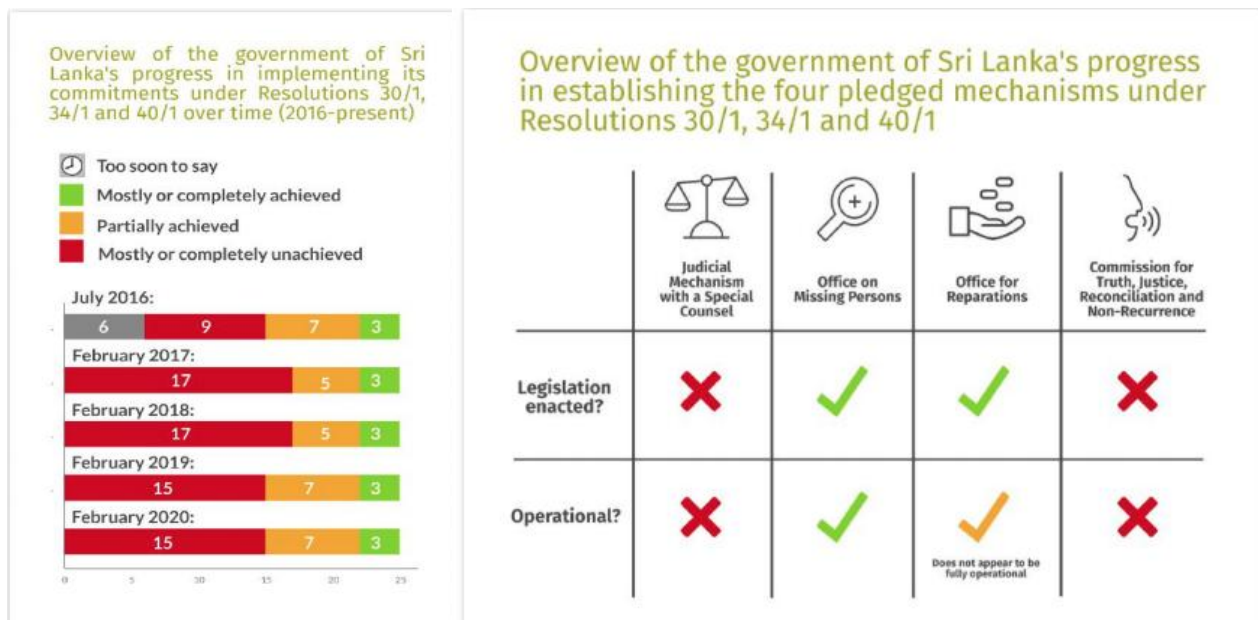 Overview of the government of Sri
Lanka's progress in implementing its
commitments under Resolutions 30/1,
34/1 and 40/1 over time (2016-present)
Too soon to say
Mostly or completely achieved
Partially achieved
Mostly or completely unachieved
July 2016:
6 9 7 3
February 2017:
17 5 3
February 2018:
17 5 3
February 2019:
15 7 3
February 2020:
15 7 3
0 5 10 15 20 25
Overview of the government of Sri Lanka's progress
in establishing the four pledged mechanisms under
Resolutions 30/1, 34/1 and 40/1
Judicial
Mechanism
with a Special
Counsel
Office on
Missing Persons
Office for
Reparations
Commission for
Truth, Justice,
Reconciliation and
Non-Recurrence
Legislation
enacted?
Operational?
Does not appear to be
fully operational